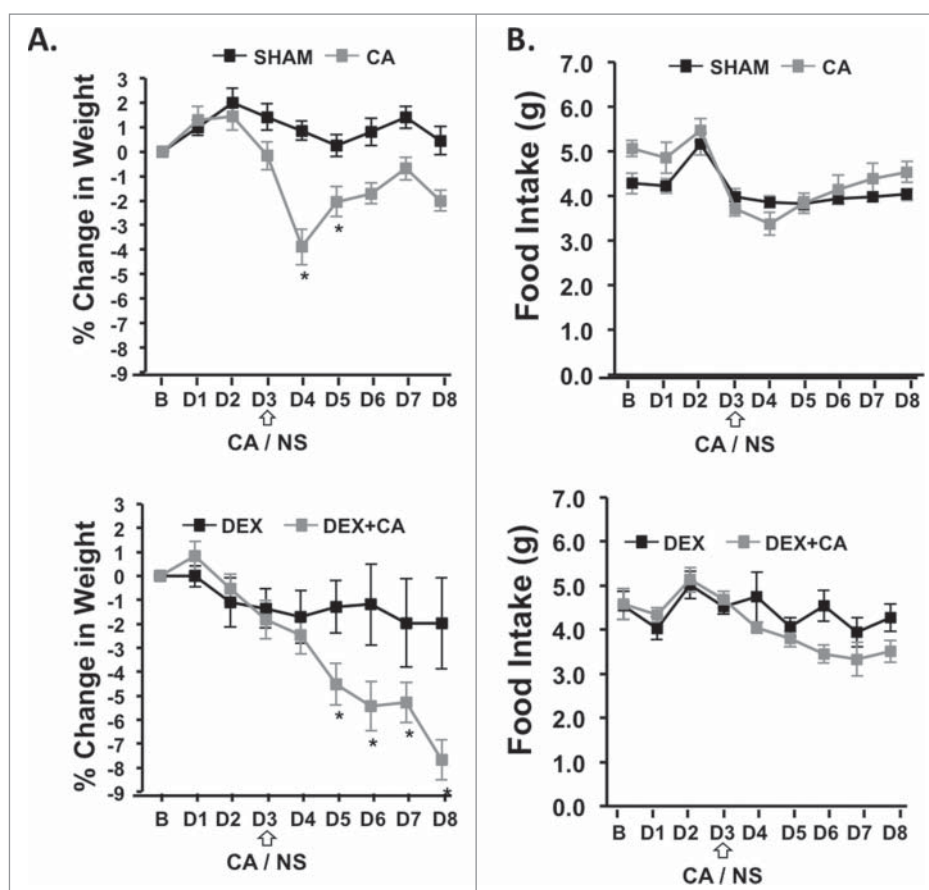 A.
SHAM CA
% Change in Weight
3
2
1
0
-1
-2
-3
-4
-5
-6
-7
-8
-9
*
*
B D1 D2 D3 D4 D5 D6 D7 D8
CA / NS
B.
SHAM CA
Food Intake (g)
7.0
6.0
5.0
4.0
3.0
2.0
1.0
0.0
B D1 D2 D3 D4 D5 D6 D7 D8
CA / NS
DEX DEX+CA
% Change in Weight
3
2
1
0
-1
-2
-3
-4
-5
-6
-7
-8
-9
*
*
*
*
B D1 D2 D3 D4 D5 D6 D7 D8
CA / NS
DEX DEX+CA
Food Intake (g)
7.0
6.0
5.0
4.0
3.0
2.0
1.0
0.0
B D1 D2 D3 D4 D5 D6 D7 D8
CA / NS